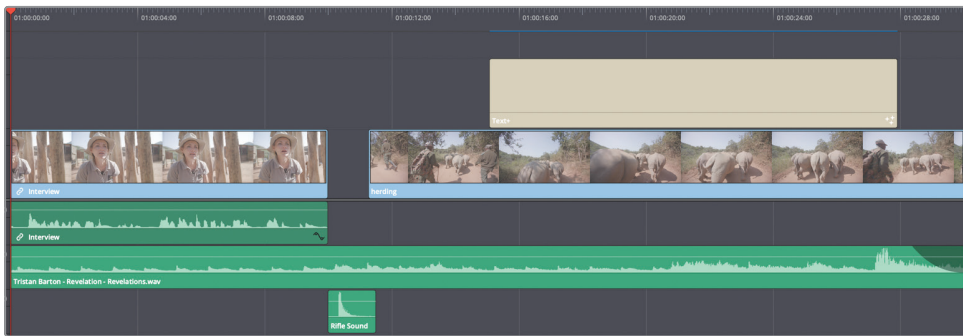 01:00:00:00
01:00:04:00
01:00:08:00
01:00:12:00
01:00:16:00
01:00:20:00
01:00:24:00
01:00:28:00
Text+
Interview
herding
Interview
Tristan Barton - Revelation - Revelations.wav
Rifle Sound